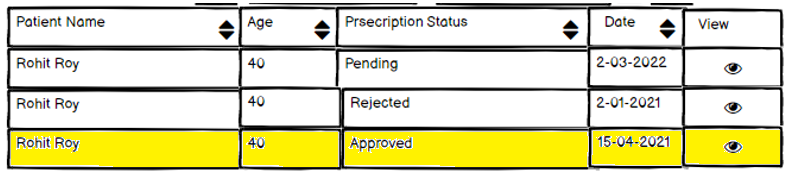 Patient Name Age Prsecription Status Date View
Rohit Roy 40 Pending 2-03-2022
Rohit Roy 40 Rejected 2-01-2021
Rohit Roy 40 Approved 15-04-2021